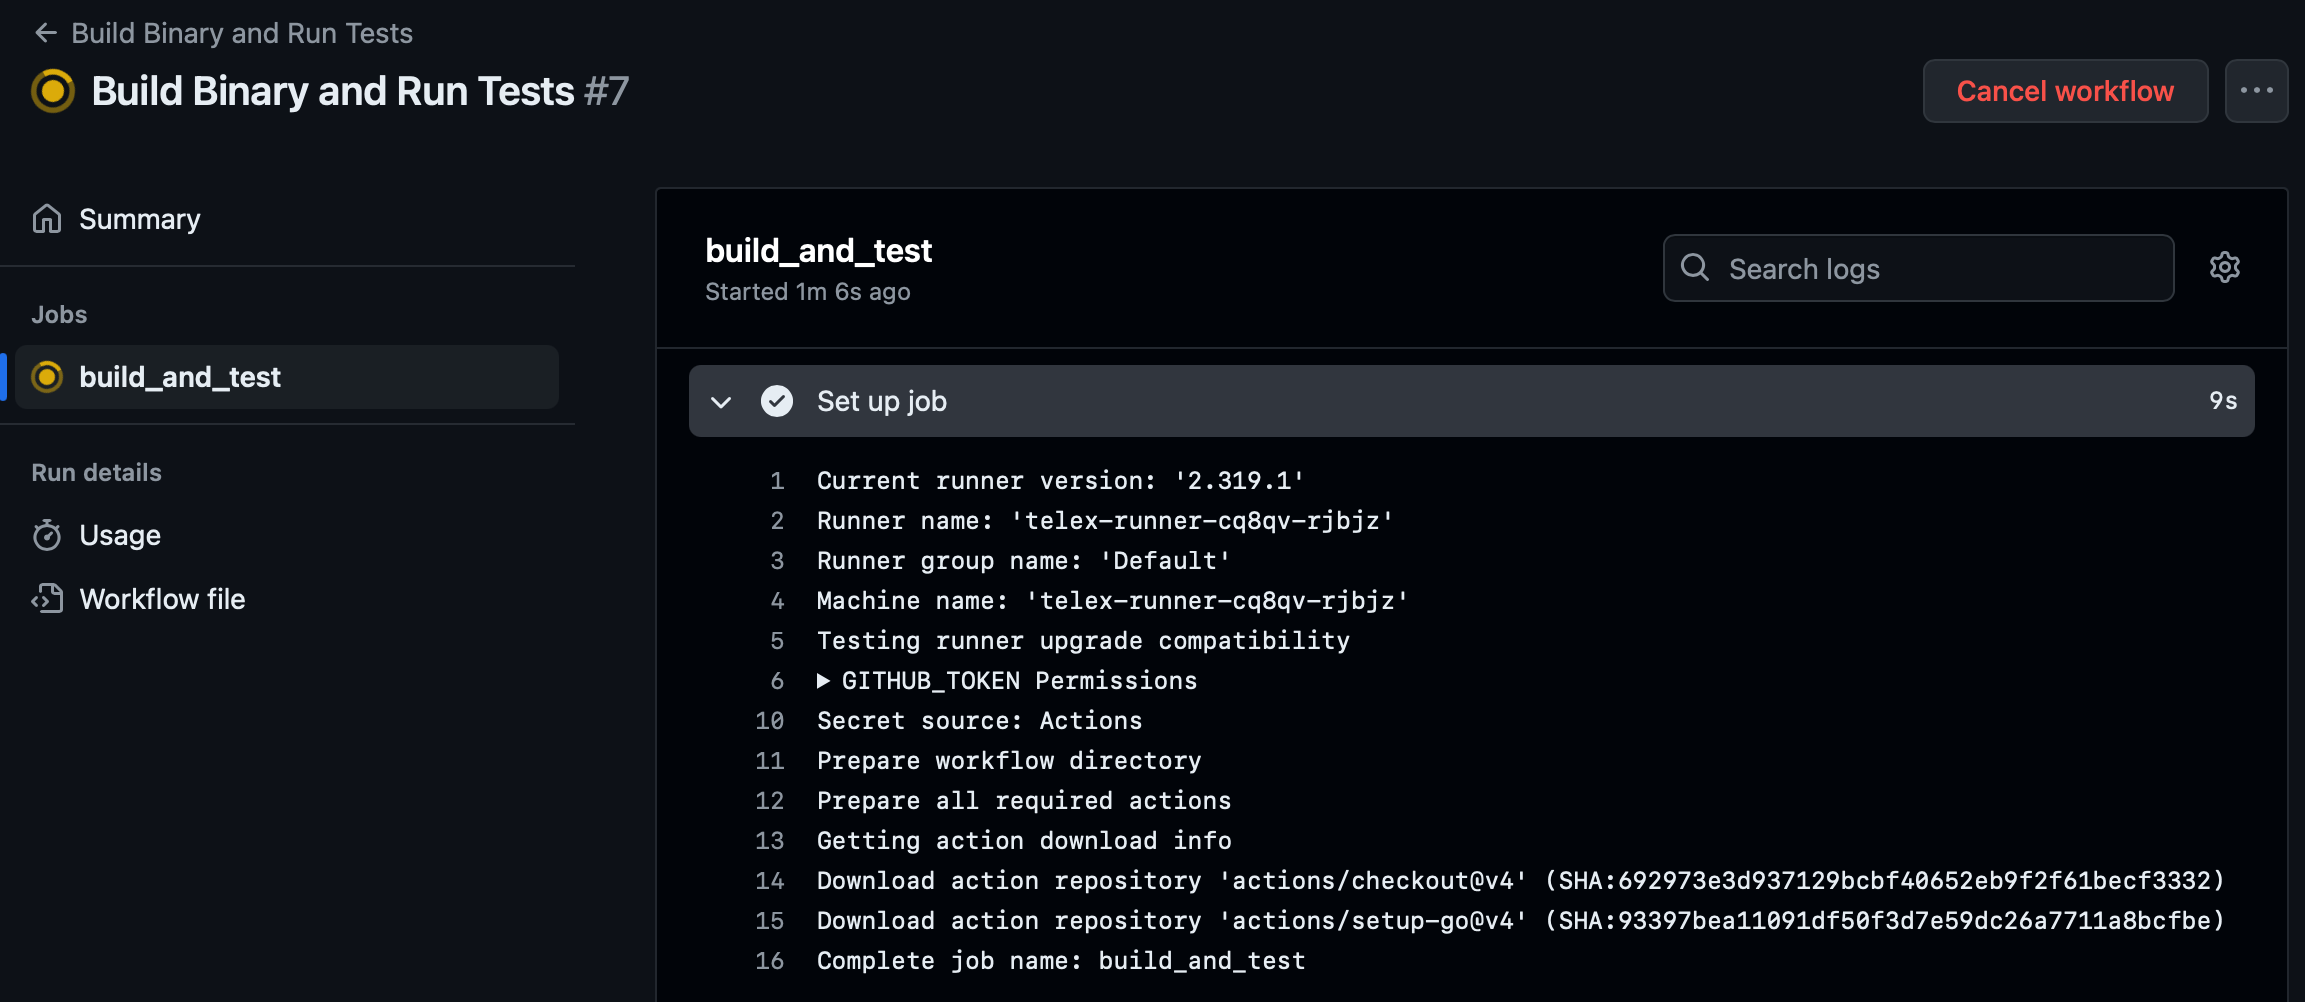 Build Binary and Run Tests
Build Binary and Run Tests #7
Cancel workflow
Summary
Jobs
build_and_test
Run details
Usage
Workflow file
build_and_test
Started 1m 6s ago
Search logs
Set up job 9s
1 Current runner version: '2.319.1'
2 Runner name: 'telex-runner-cq8qv-rjbjz'
3 Runner group name: 'Default'
4 Machine name: 'telex-runner-cq8qv-rjbjz'
5 Testing runner upgrade compatibility
6 GITHUB_TOKEN Permissions
10 Secret source: Actions
11 Prepare workflow directory
12 Prepare all required actions
13 Getting action download info
14 Download action repository 'actions/checkout@v4' (SHA:692973e3d937129bcbf40652eb9f2f61becf3332)
15 Download action repository 'actions/setup-go@v4' (SHA:93397bea11091df50f3d7e59dc26a7711a8bcfbe)
16 Complete job name: build_and_test